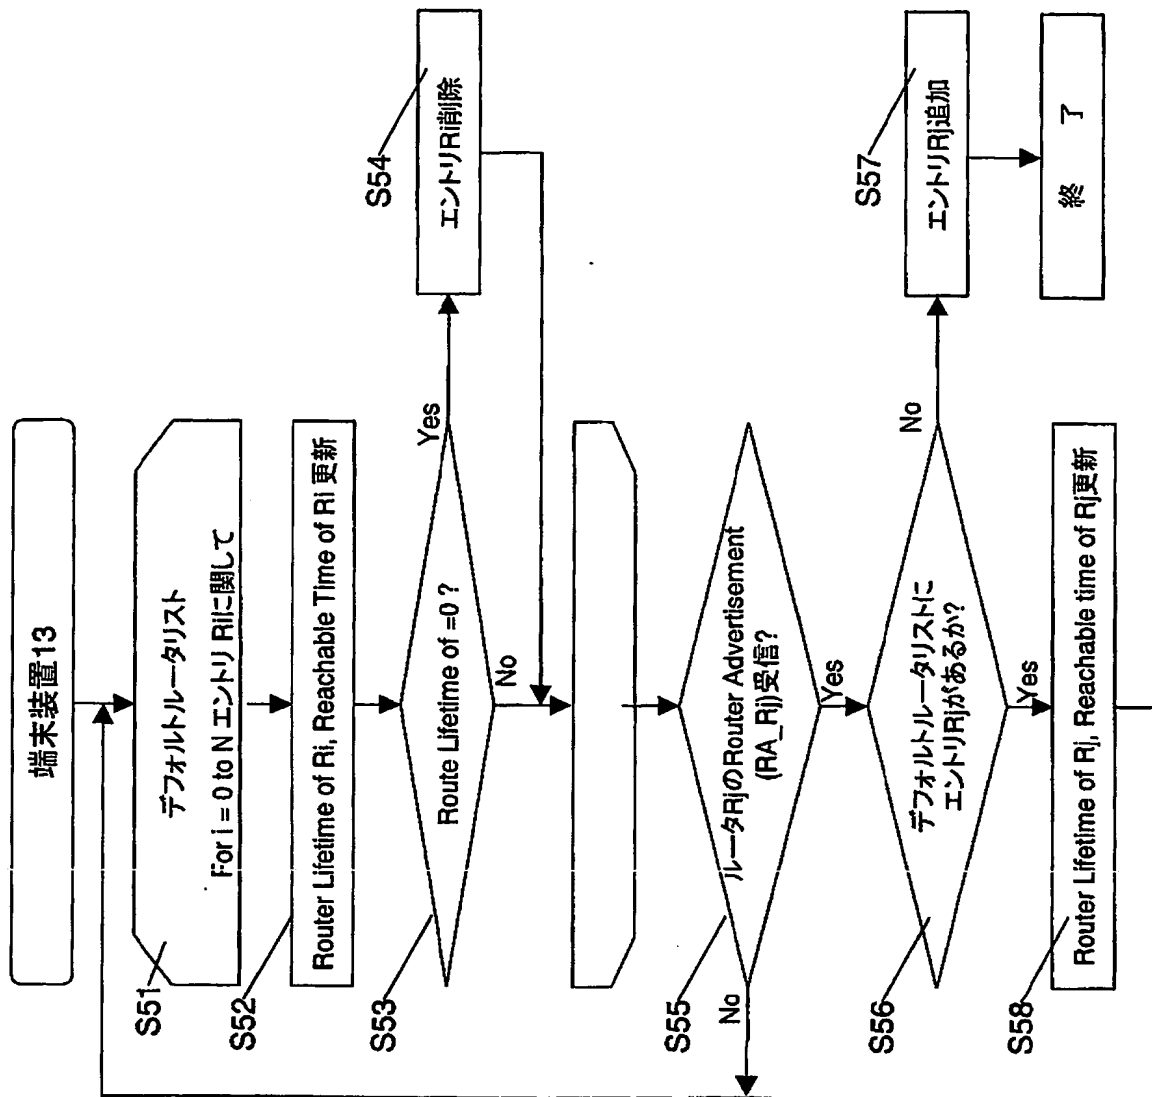 端末装置13
S51
デフォルトルータリスト
For i = 0 to N エントリ Riに関して
S52
Router Lifetime of Ri, Reachable Time of Ri 更新
S53
Route Lifetime of =0 ?
Yes
No
S54
エントリRi削除
S55
ルータRjのRouter Advertisement
(RA_Rj)受信?
No
Yes
S56
デフォルトルータリストに
エントリRjがあるか?
No
Yes
S57
エントリRj追加
終 了
S58
Router Lifetime of Rj, Reachable time of Rj更新